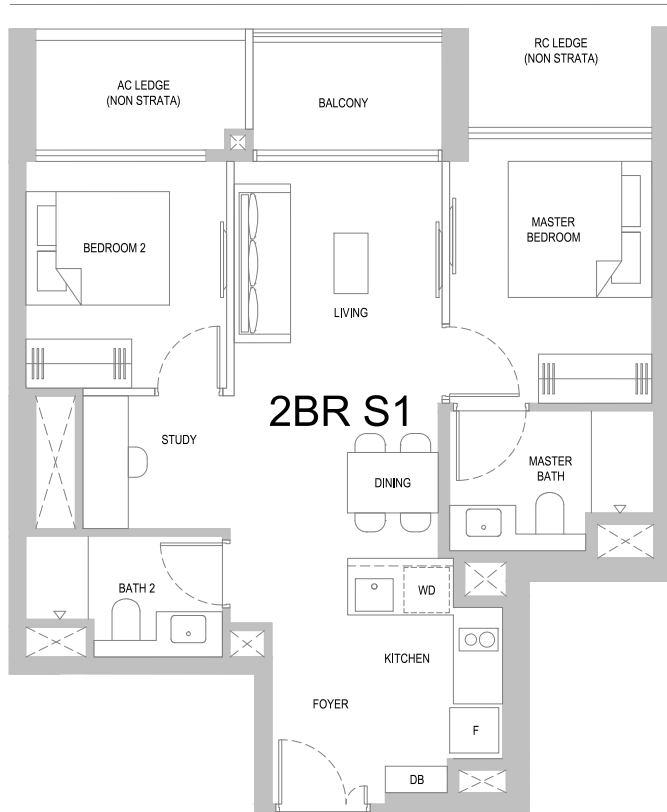 RC LEDGE
(NON STRATA)
AC LEDGE
(NON STRATA)
BALCONY
MASTER
BEDROOM
BEDROOM 2
LIVING
2BR S1
STUDY
MASTER
BATH
DINING
BATH 2
WD
KITCHEN
FOYER
F
DB